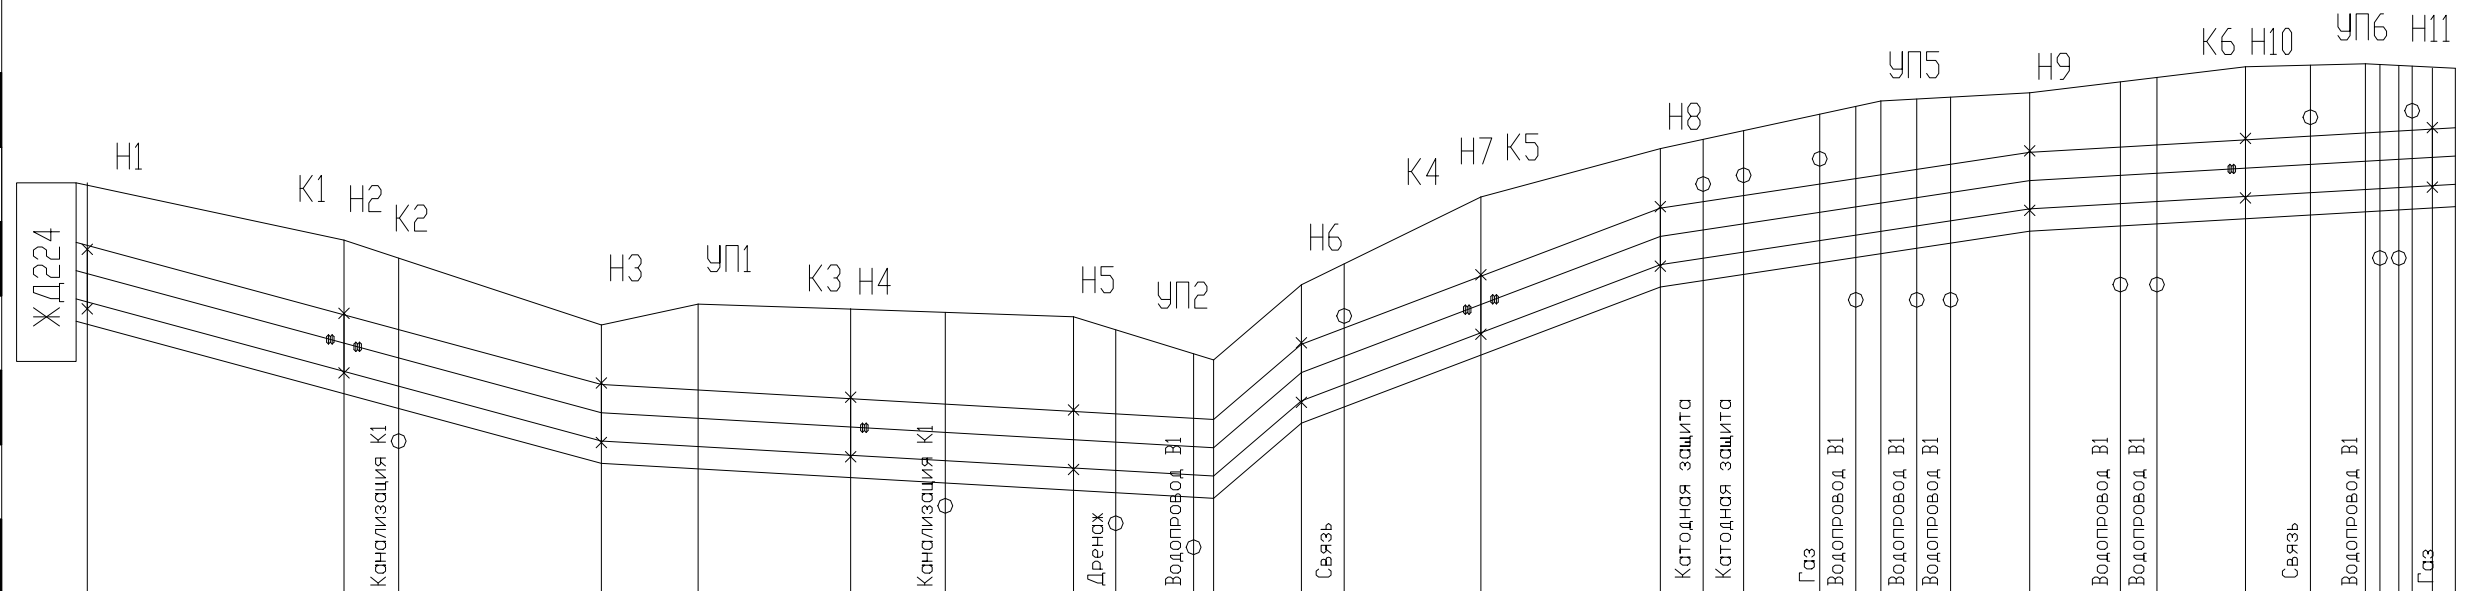 ЖД224
Н1
К1
Н2
К2
Н3
УП1
К3
Н4
Н5
УП2
Н6
К4
Н7
К5
Н8
УП5
Н9
К6
Н10
УП6
Н11
Канализация К1
Канализация К1
Дренаж
Водопровод В1
Связь
Катодная защита
Катодная защита
Газ
Водопровод В1
Водопровод В1
Водопровод В1
Водопровод В1
Водопровод В1
Связь
Водопровод В1
Газ